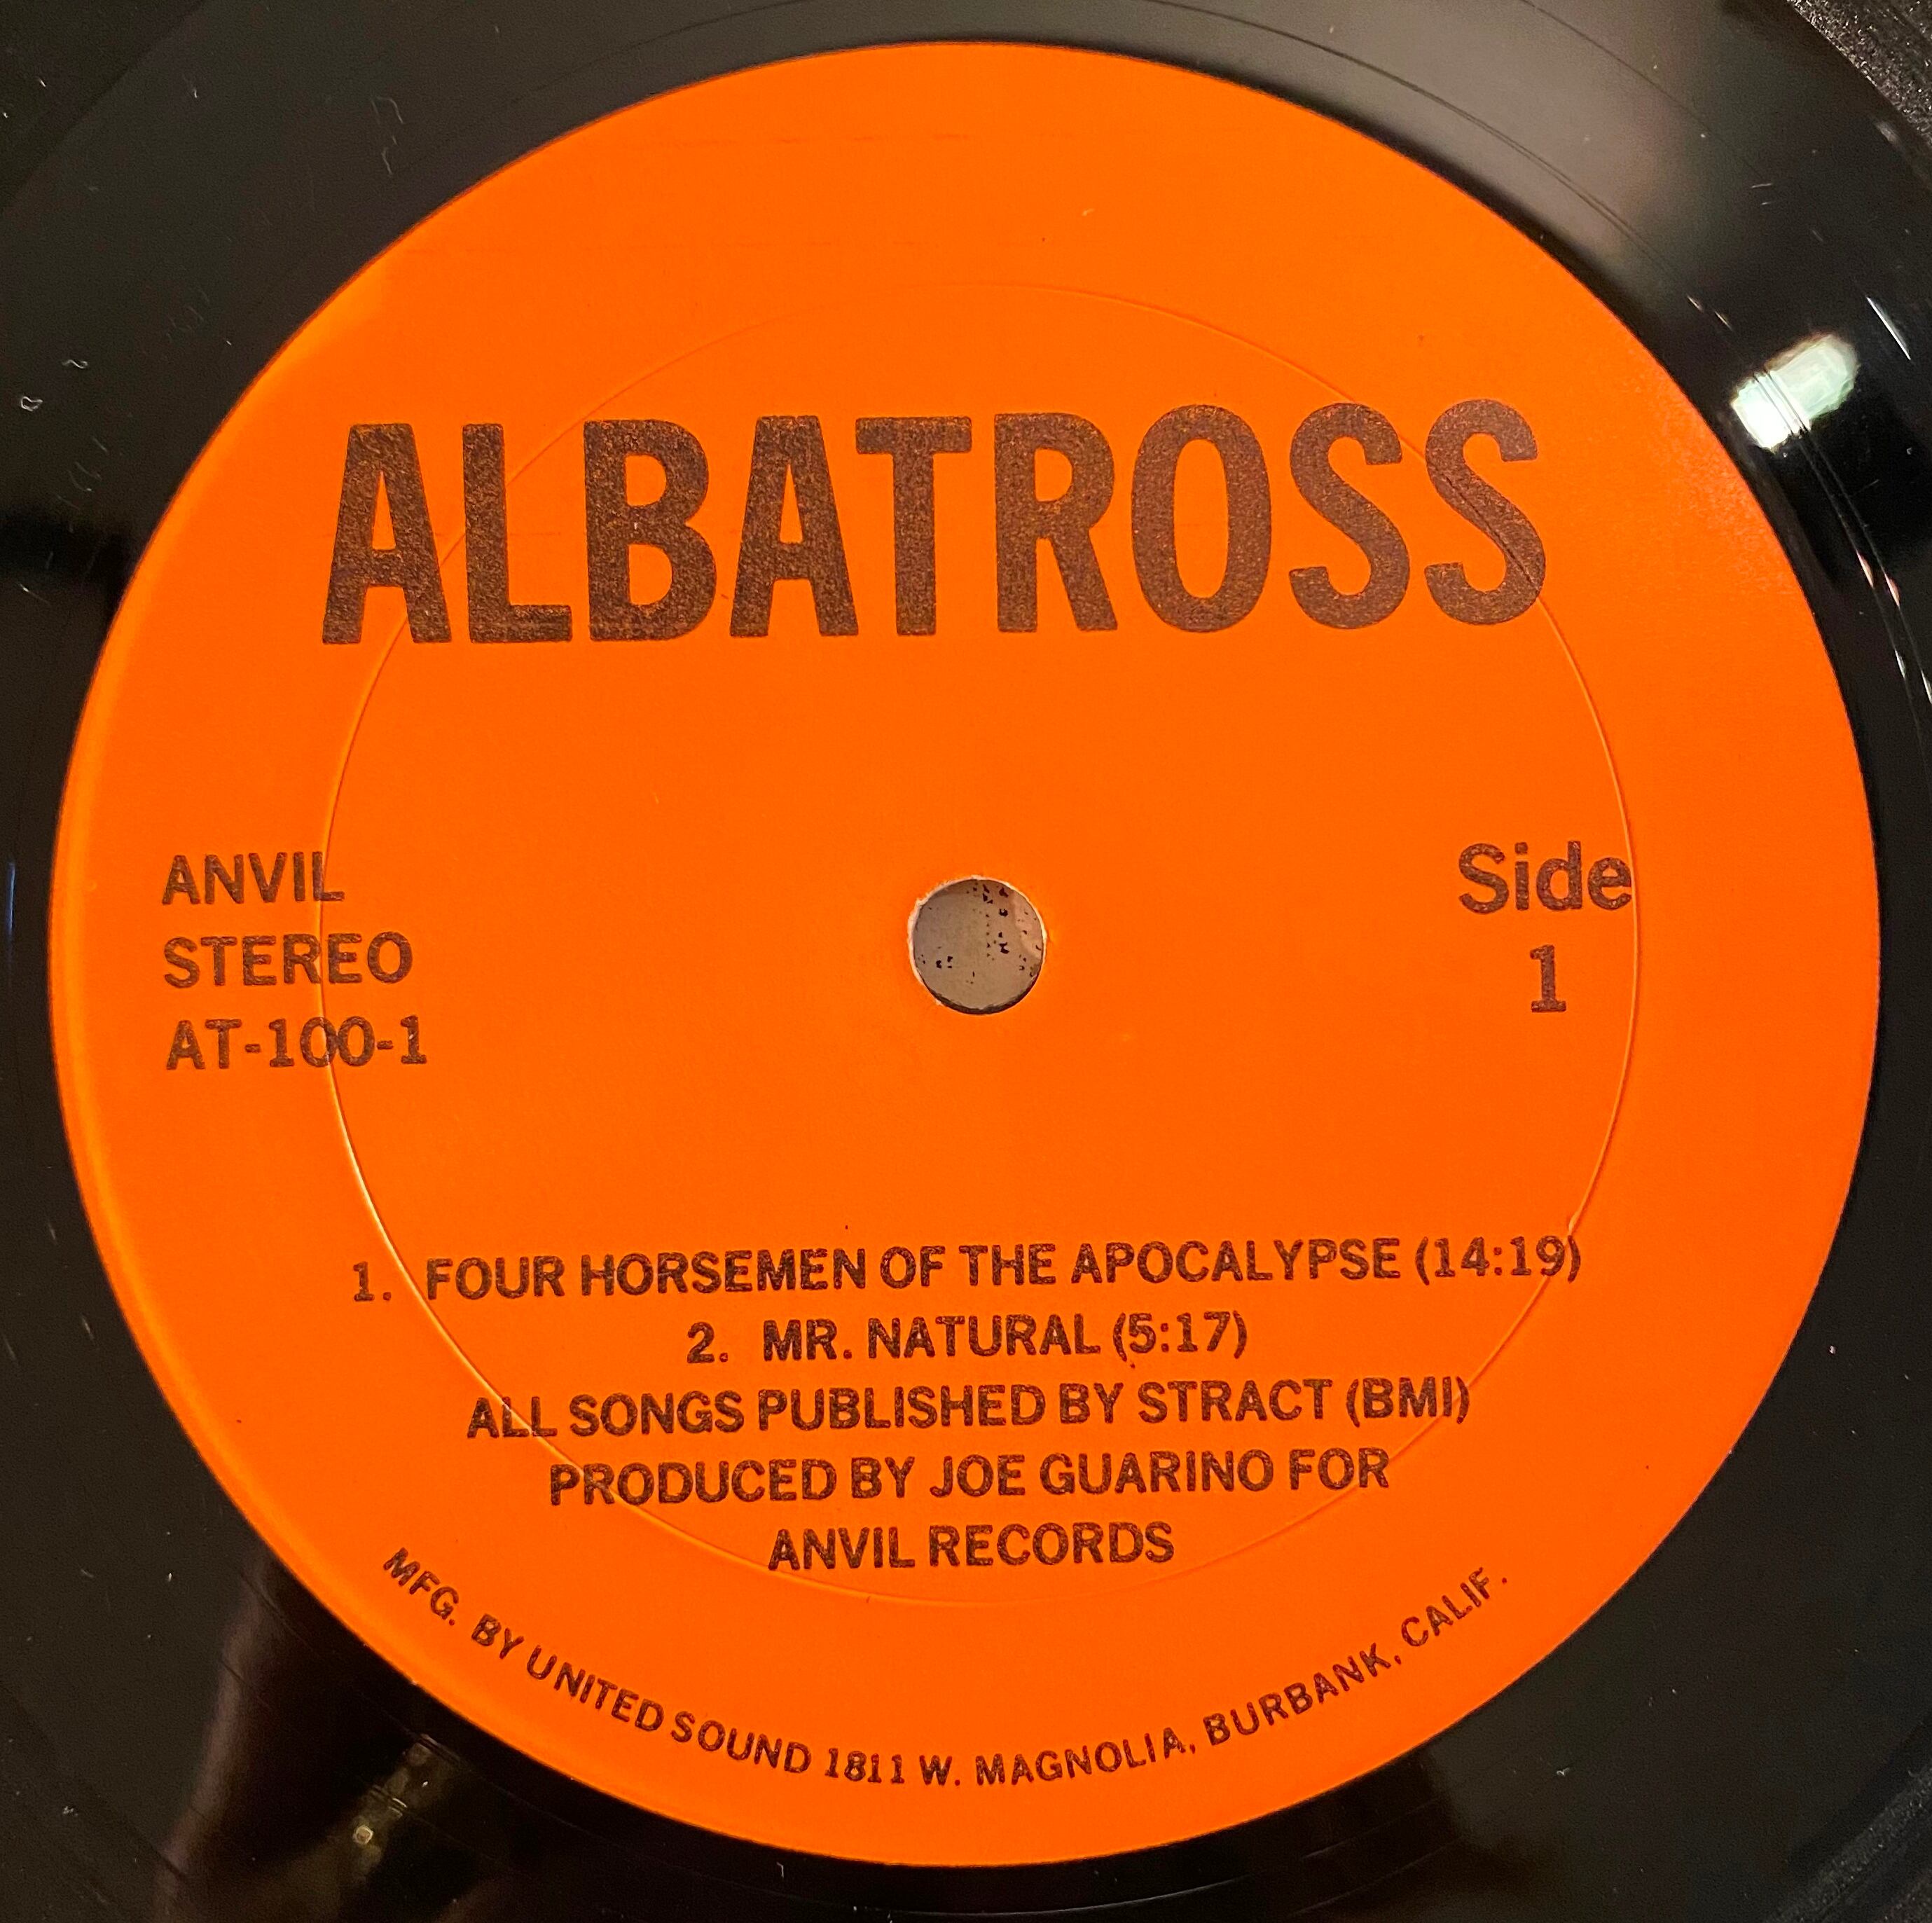 ALBATROSS
ANVIL
STEREO
AT-100-1
Side
1
1. FOUR HORSEMEN OF THE APOCALYPSE (14:19)
2. MR. NATURAL (5:17)
ALL SONGS PUBLISHED BY STRACT (BMI)
PRODUCED BY JOE GUARINO FOR
ANVIL RECORDS
MFG. BY UNITED SOUND 1811 W. MAGNOLIA, BURBANK, CALIF.